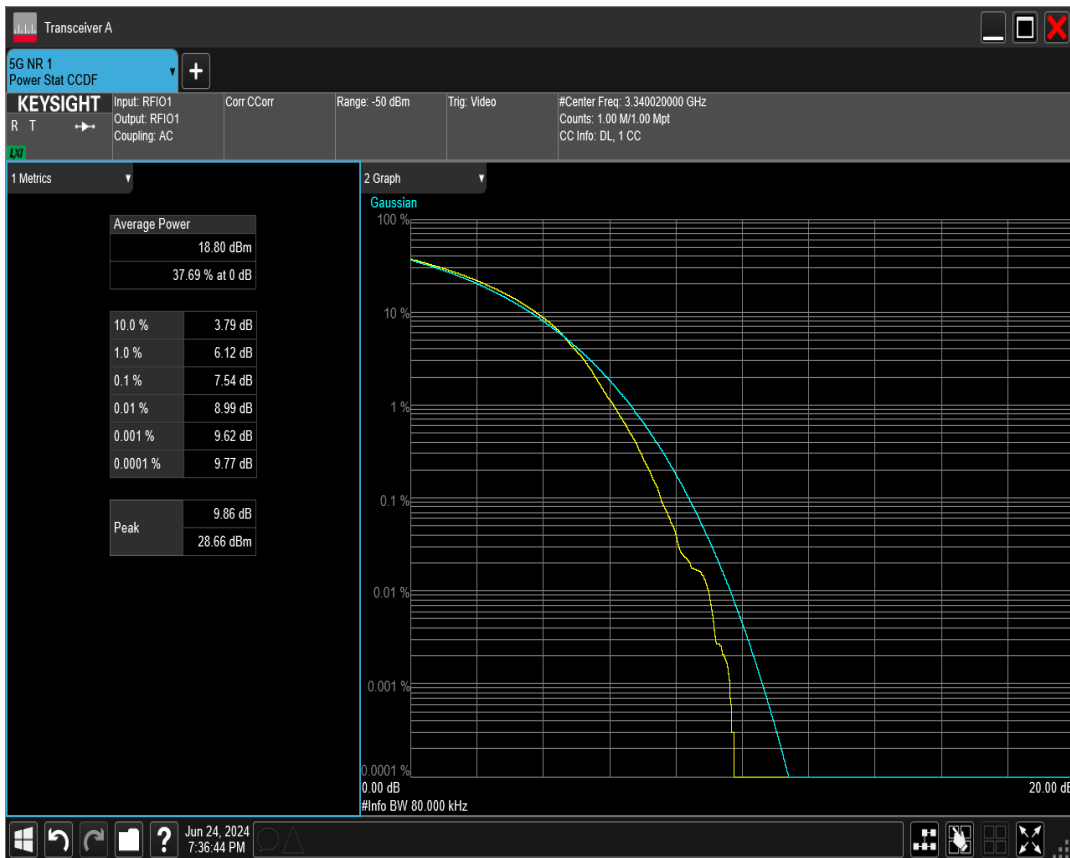 Transceiver A
5G NR 1
Power Stat CCDF
+
KEYSIGHT
R T
LXI
Input: RFIO1
Output: RFIO1
Coupling: AC
Corr CCorr
Range: -50 dBm
Trig: Video
#Center Freq: 3.340020000 GHz
Counts: 1.00 M/1.00 Mpt
CC Info: DL, 1 CC
1 Metrics
Average Power
18.80 dBm
37.69 % at 0 dB
10.0 % 3.79 dB
1.0 % 6.12 dB
0.1 % 7.54 dB
0.01 % 8.99 dB
0.001 % 9.62 dB
0.0001 % 9.77 dB
Peak
9.86 dB
28.66 dBm
2 Graph
Gaussian
100 %
10 %
1 %
0.1 %
0.01 %
0.001 %
0.0001 %
0.00 dB
20.00 dB
#Info BW 80.000 kHz
?
Jun 24, 2024
7:36:44 PM